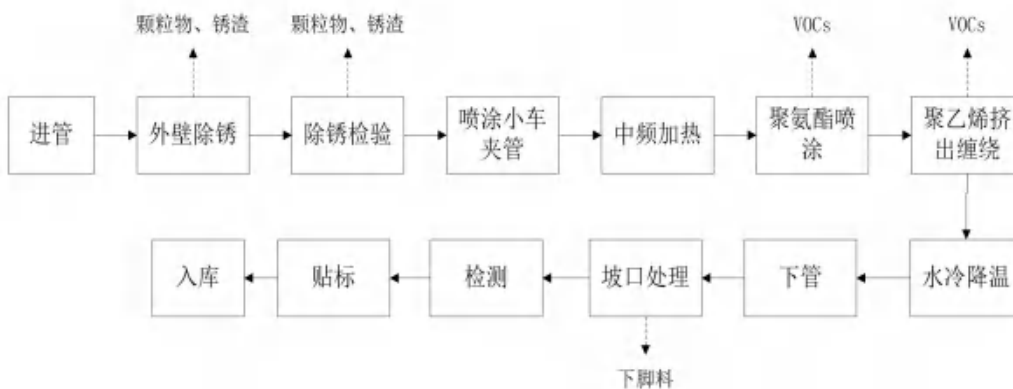 颗粒物、锈渣
颗粒物、锈渣
VOCs
VOCs
进管
外壁除锈
除锈检验
喷涂小车
夹管
中频加热
聚氨酯喷
涂
聚乙烯挤
出缠绕
入库
贴标
检测
坡口处理
下管
水冷降温
下脚料